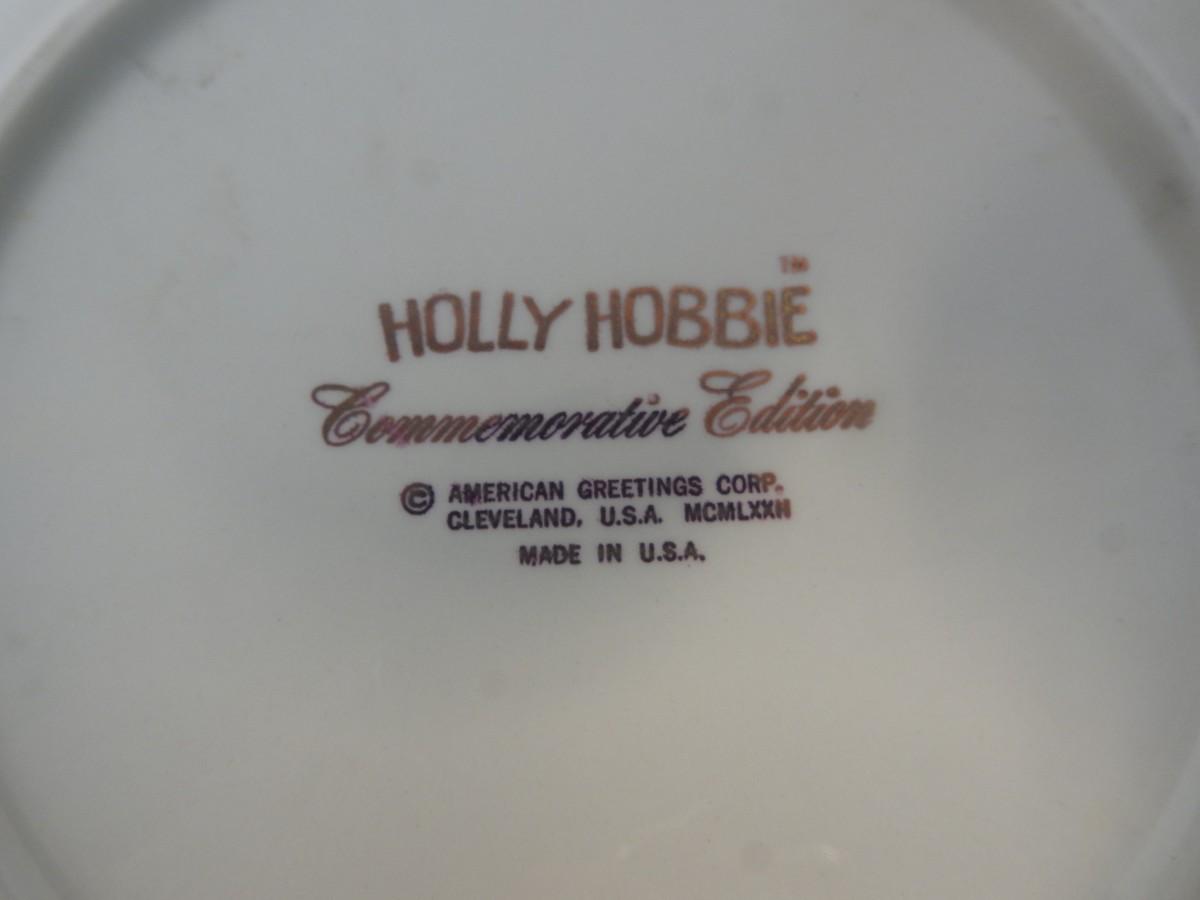 HOLLY HOBBIE™
Commemorative Edition
© AMERICAN GREETINGS CORP.
CLEVELAND, U.S.A. MCMLXXII
MADE IN U.S.A.